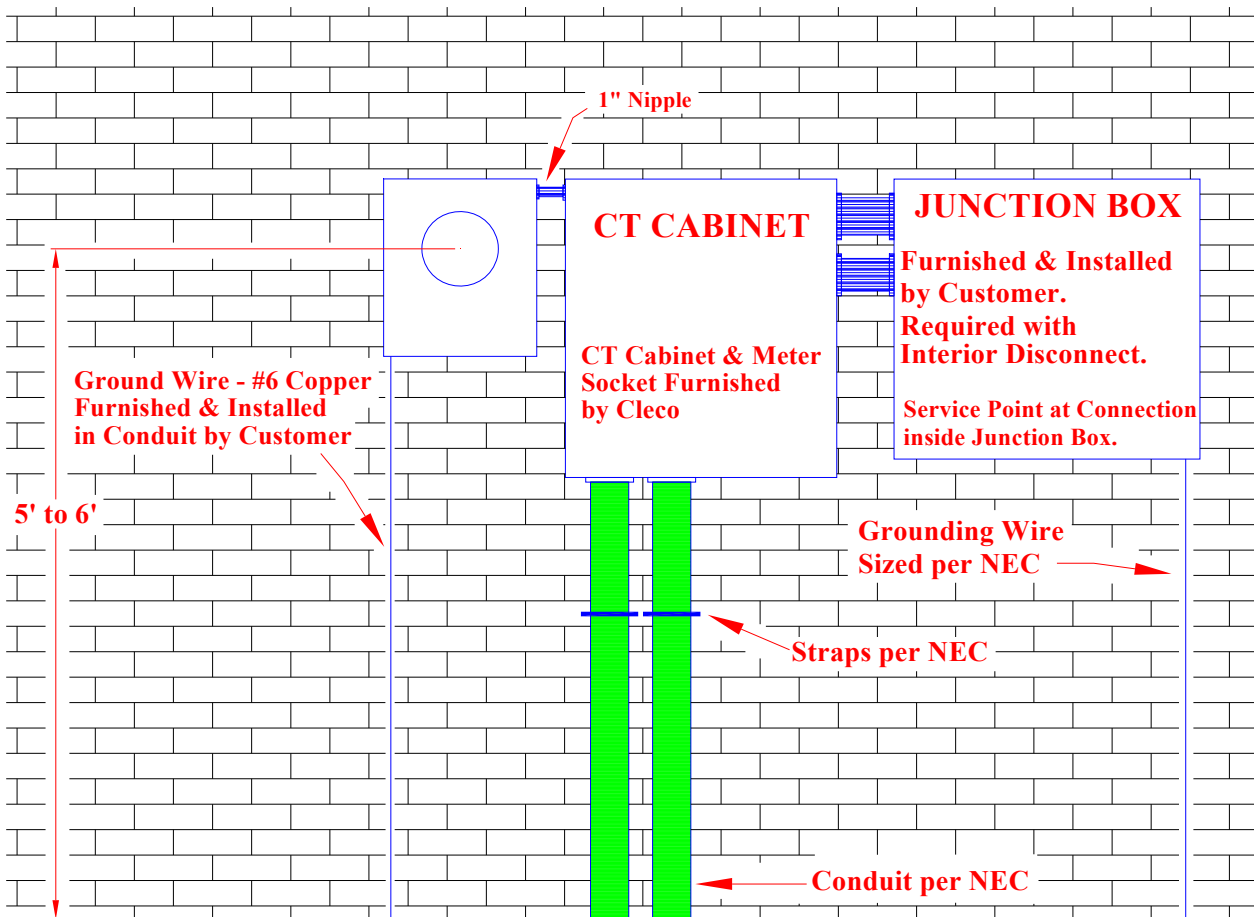 1" Nipple
CT CABINET
CT Cabinet & Meter
Socket Furnished
by Cleco
JUNCTION BOX
Furnished & Installed
by Customer.
Required with
Interior Disconnect.
Service Point at Connection
inside Junction Box.
Ground Wire - #6 Copper
Furnished & Installed
in Conduit by Customer
5' to 6'
Grounding Wire
Sized per NEC
Straps per NEC
Conduit per NEC